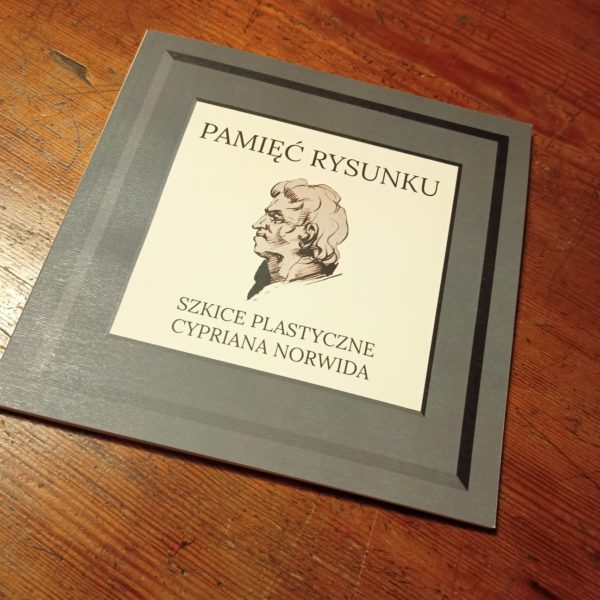 PAMIĘĆ RYSUNKU
SZKICE PLASTYCZNE
CYPRIANA NORWIDA